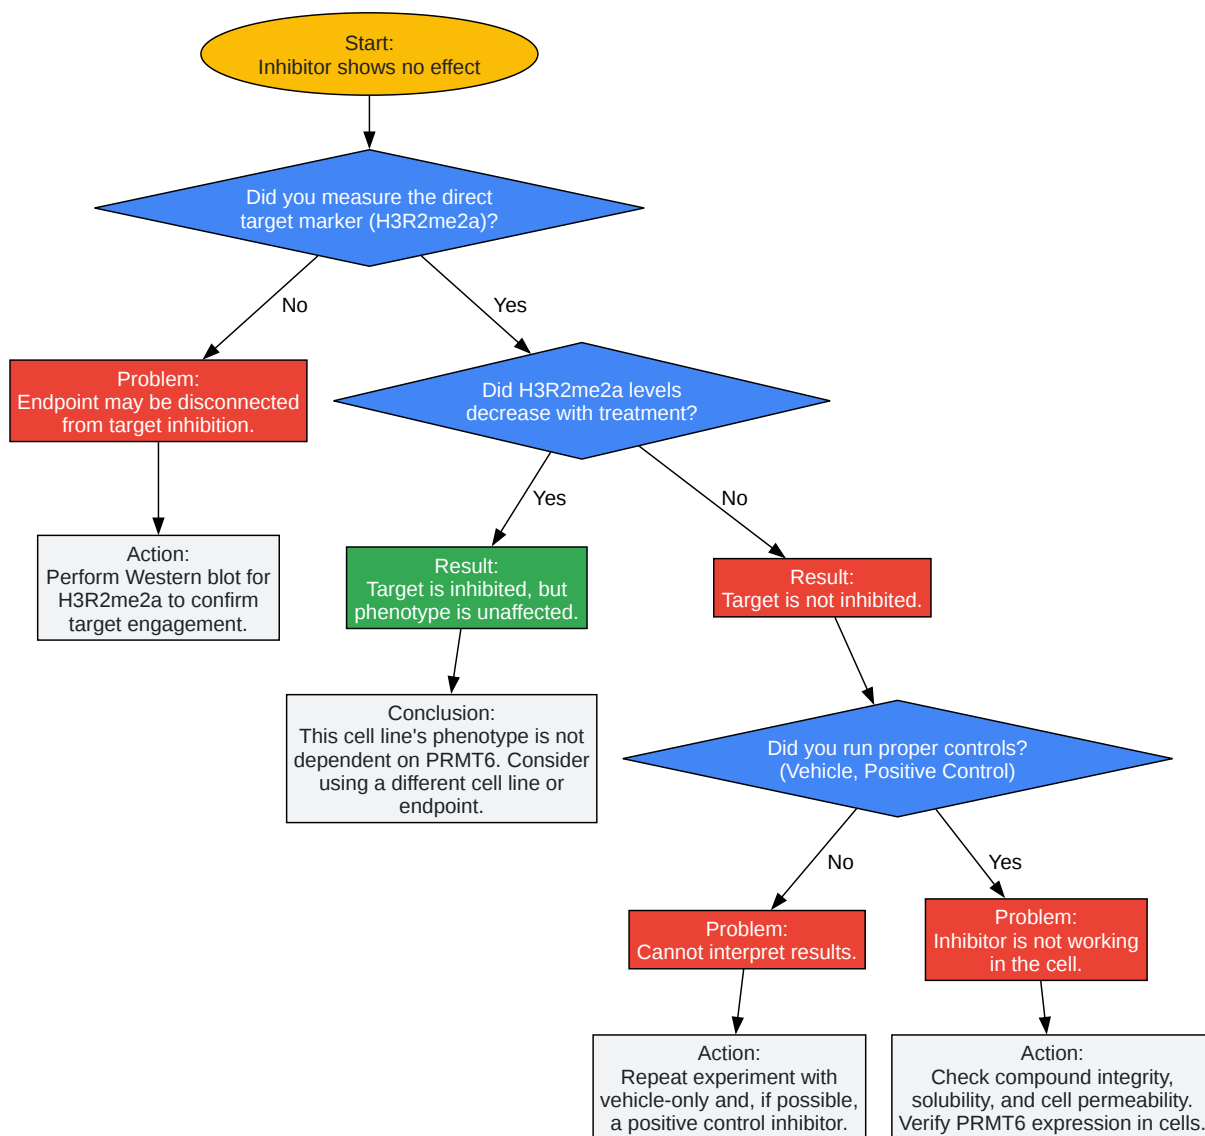 Start:
Inhibitor shows no effect
Did you measure the direct
target marker (H3R2me2a)?
No
Yes
Problem:
Endpoint may be disconnected
from target inhibition.
Did H3R2me2a levels
decrease with treatment?
Yes
No
Action:
Perform Western blot for
H3R2me2a to confirm
target engagement.
Result:
Target is inhibited, but
phenotype is unaffected.
Result:
Target is not inhibited.
Conclusion:
This cell line's phenotype is not
dependent on PRMT6. Consider
using a different cell line or
endpoint.
Did you run proper controls?
(Vehicle, Positive Control)
No
Yes
Problem:
Cannot interpret results.
Problem:
Inhibitor is not working
in the cell.
Action:
Repeat experiment with
vehicle-only and, if possible,
a positive control inhibitor.
Action:
Check compound integrity,
solubility, and cell permeability.
Verify PRMT6 expression in cells.